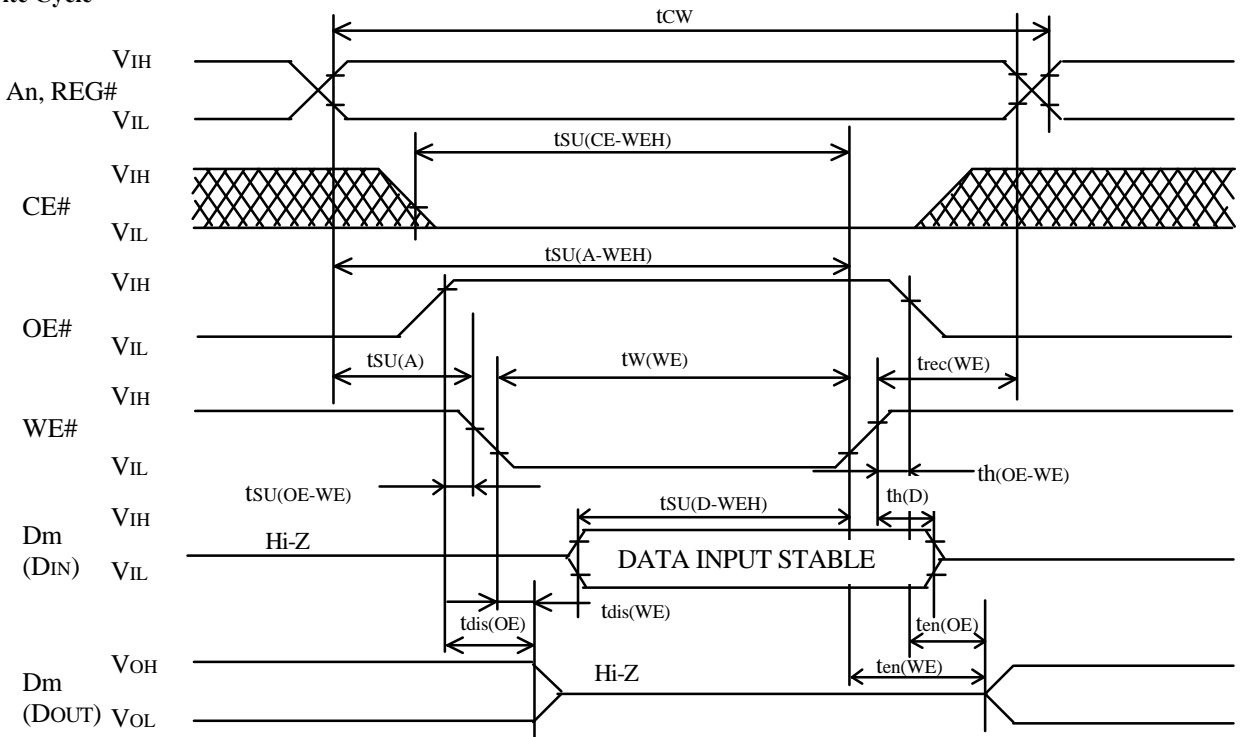 ite Cycle
tCW
VIH
An, REG#
VIL
tSU(CE-WEH)
VIH
CE#
VIL
tSU(A-WEH)
VIH
OE#
VIL
tSU(A)
tW(WE)
trec(WE)
VIH
WE#
VIL
tSU(OE-WE)
th(OE-WE)
tSU(D-WEH)
th(D)
VIH
Dm
(DIN)
Hi-Z
DATA INPUT STABLE
VIL
tdis(WE)
tdis(OE)
ten(OE)
VOH
Hi-Z
ten(WE)
Dm
(DOUT)
VOL